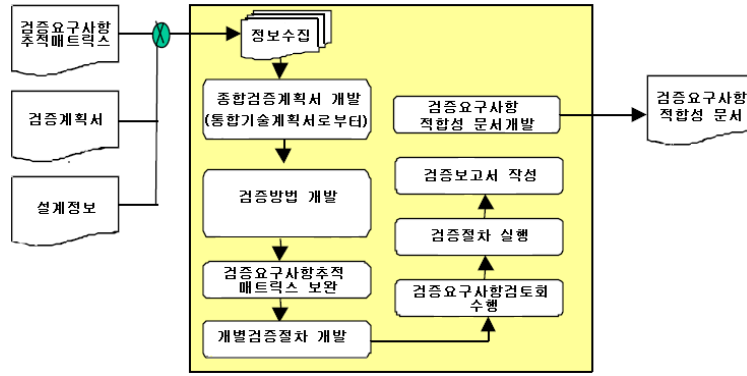 검증요구사항
추적매트릭스
검증계획서
설계정보
정보수집
종합검증계획서 개발
(통합기술계획서로부터)
검증방법 개발
검증요구사항추적
매트릭스 보완
개별검증절차 개발
검증요구사항검토회
수행
검증절차 실행
검증보고서 작성
검증요구사항
적합성 문서개발
검증요구사항
적합성 문서